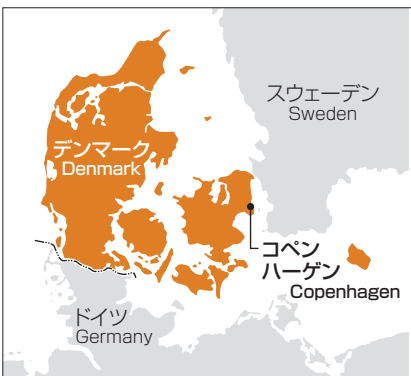 スウェーデン
Sweden
デンマーク
Denmark
コペン
ハーゲン
Copenhagen
ドイツ
Germany